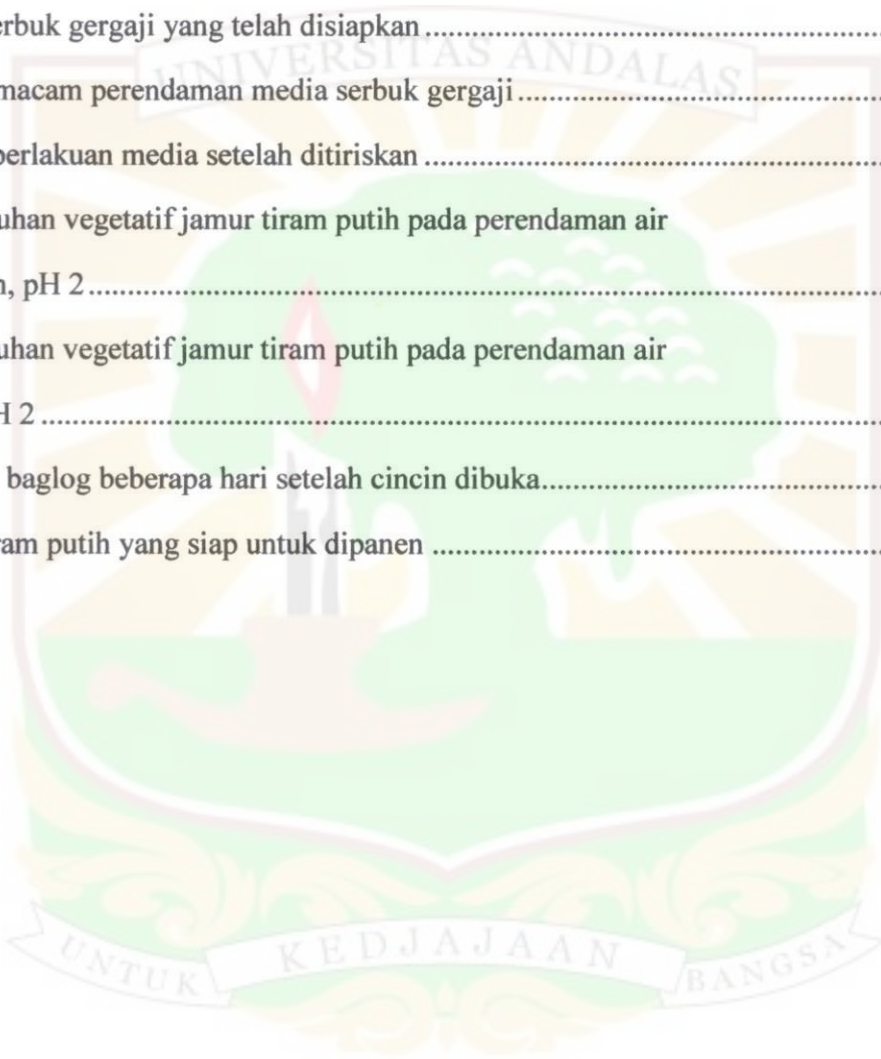 erbuk gergaji yang telah disiapkan ..........................................................
UNIVERSITAS ANDALAS
macam perendaman media serbuk gergaji ..............................................
perlakuan media setelah ditiriskan ..........................................................
uhan vegetatif jamur tiram putih pada perendaman air
, pH 2 ..........................................................................................................
uhan vegetatif jamur tiram putih pada perendaman air
H 2 ..............................................................................................................
baglog beberapa hari setelah cincin dibuka ...........................................
ram putih yang siap untuk dipanen .........................................................
UNTUK KEDJAJAAN BANGSA